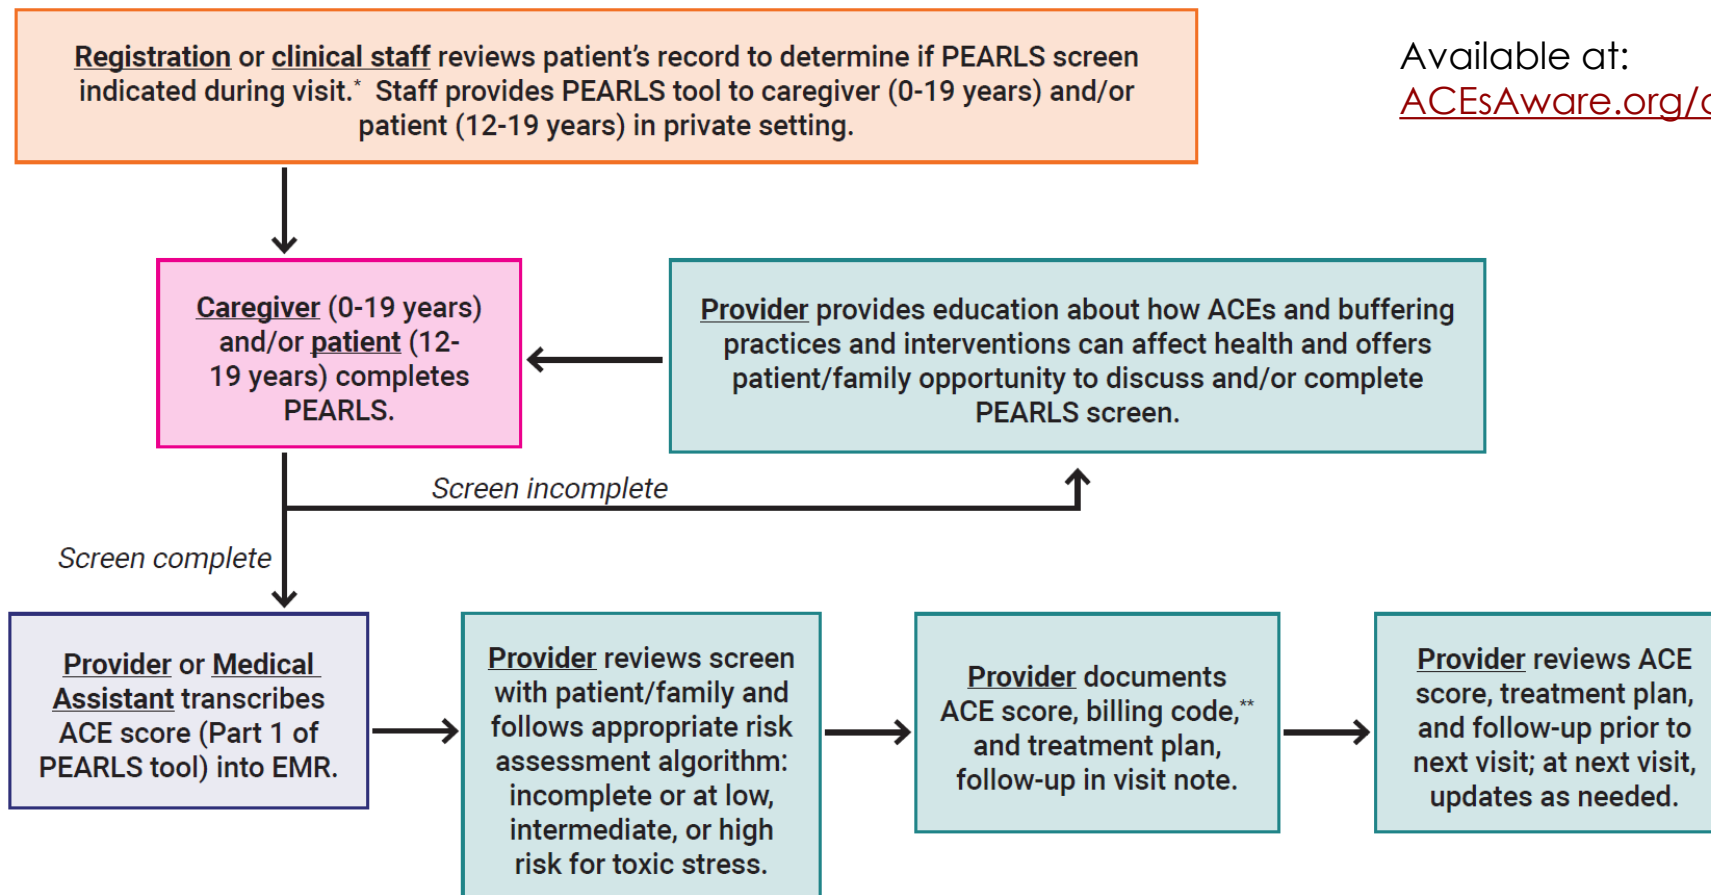 Registration or clinical staff reviews patient's record to determine if PEARLS screen
indicated during visit.* Staff provides PEARLS tool to caregiver (0-19 years) and/or
patient (12-19 years) in private setting.
Available at:
ACEsAware.org/
Caregiver (0-19 years)
and/or patient (12-
19 years) completes
PEARLS.
Provider provides education about how ACEs and buffering
practices and interventions can affect health and offers
patient/family opportunity to discuss and/or complete
PEARLS screen.
Screen incomplete
Screen complete
Provider or Medical
Assistant transcribes
ACE score (Part 1 of
PEARLS tool) into EMR.
Provider reviews screen
with patient/family and
follows appropriate risk
assessment algorithm:
incomplete or at low,
intermediate, or high
risk for toxic stress.
Provider documents
ACE score, billing code,**
and treatment plan,
follow-up in visit note.
Provider reviews ACE
score, treatment plan,
and follow-up prior to
next visit; at next visit,
updates as needed.